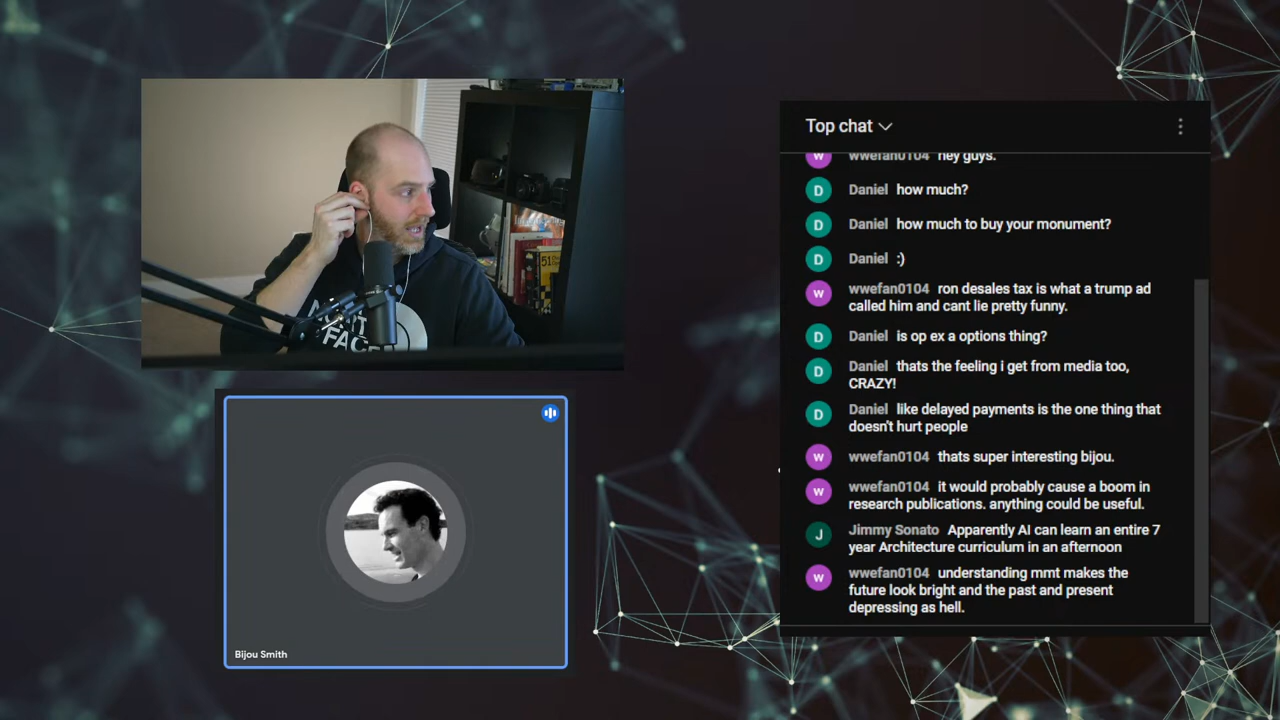 Top chat
wwefan0104 hey guys.
Daniel how much?
Daniel how much to buy your monument?
Daniel :)
wwefan0104 ron desales tax is what a trump ad
called him and cant lie pretty funny.
Daniel is op ex a options thing?
Daniel thats the feeling i get from media too,
CRAZY!
Daniel like delayed payments is the one thing that
doesn't hurt people
wwefan0104 thats super interesting bijou.
wwefan0104 it would probably cause a boom in
research publications. anything could be useful.
Jimmy Sonato Apparently AI can learn an entire 7
year Architecture curriculum in an afternoon
wwefan0104 understanding mmt makes the
future look bright and the past and present
depressing as hell.
51
FACE
Bijou Smith